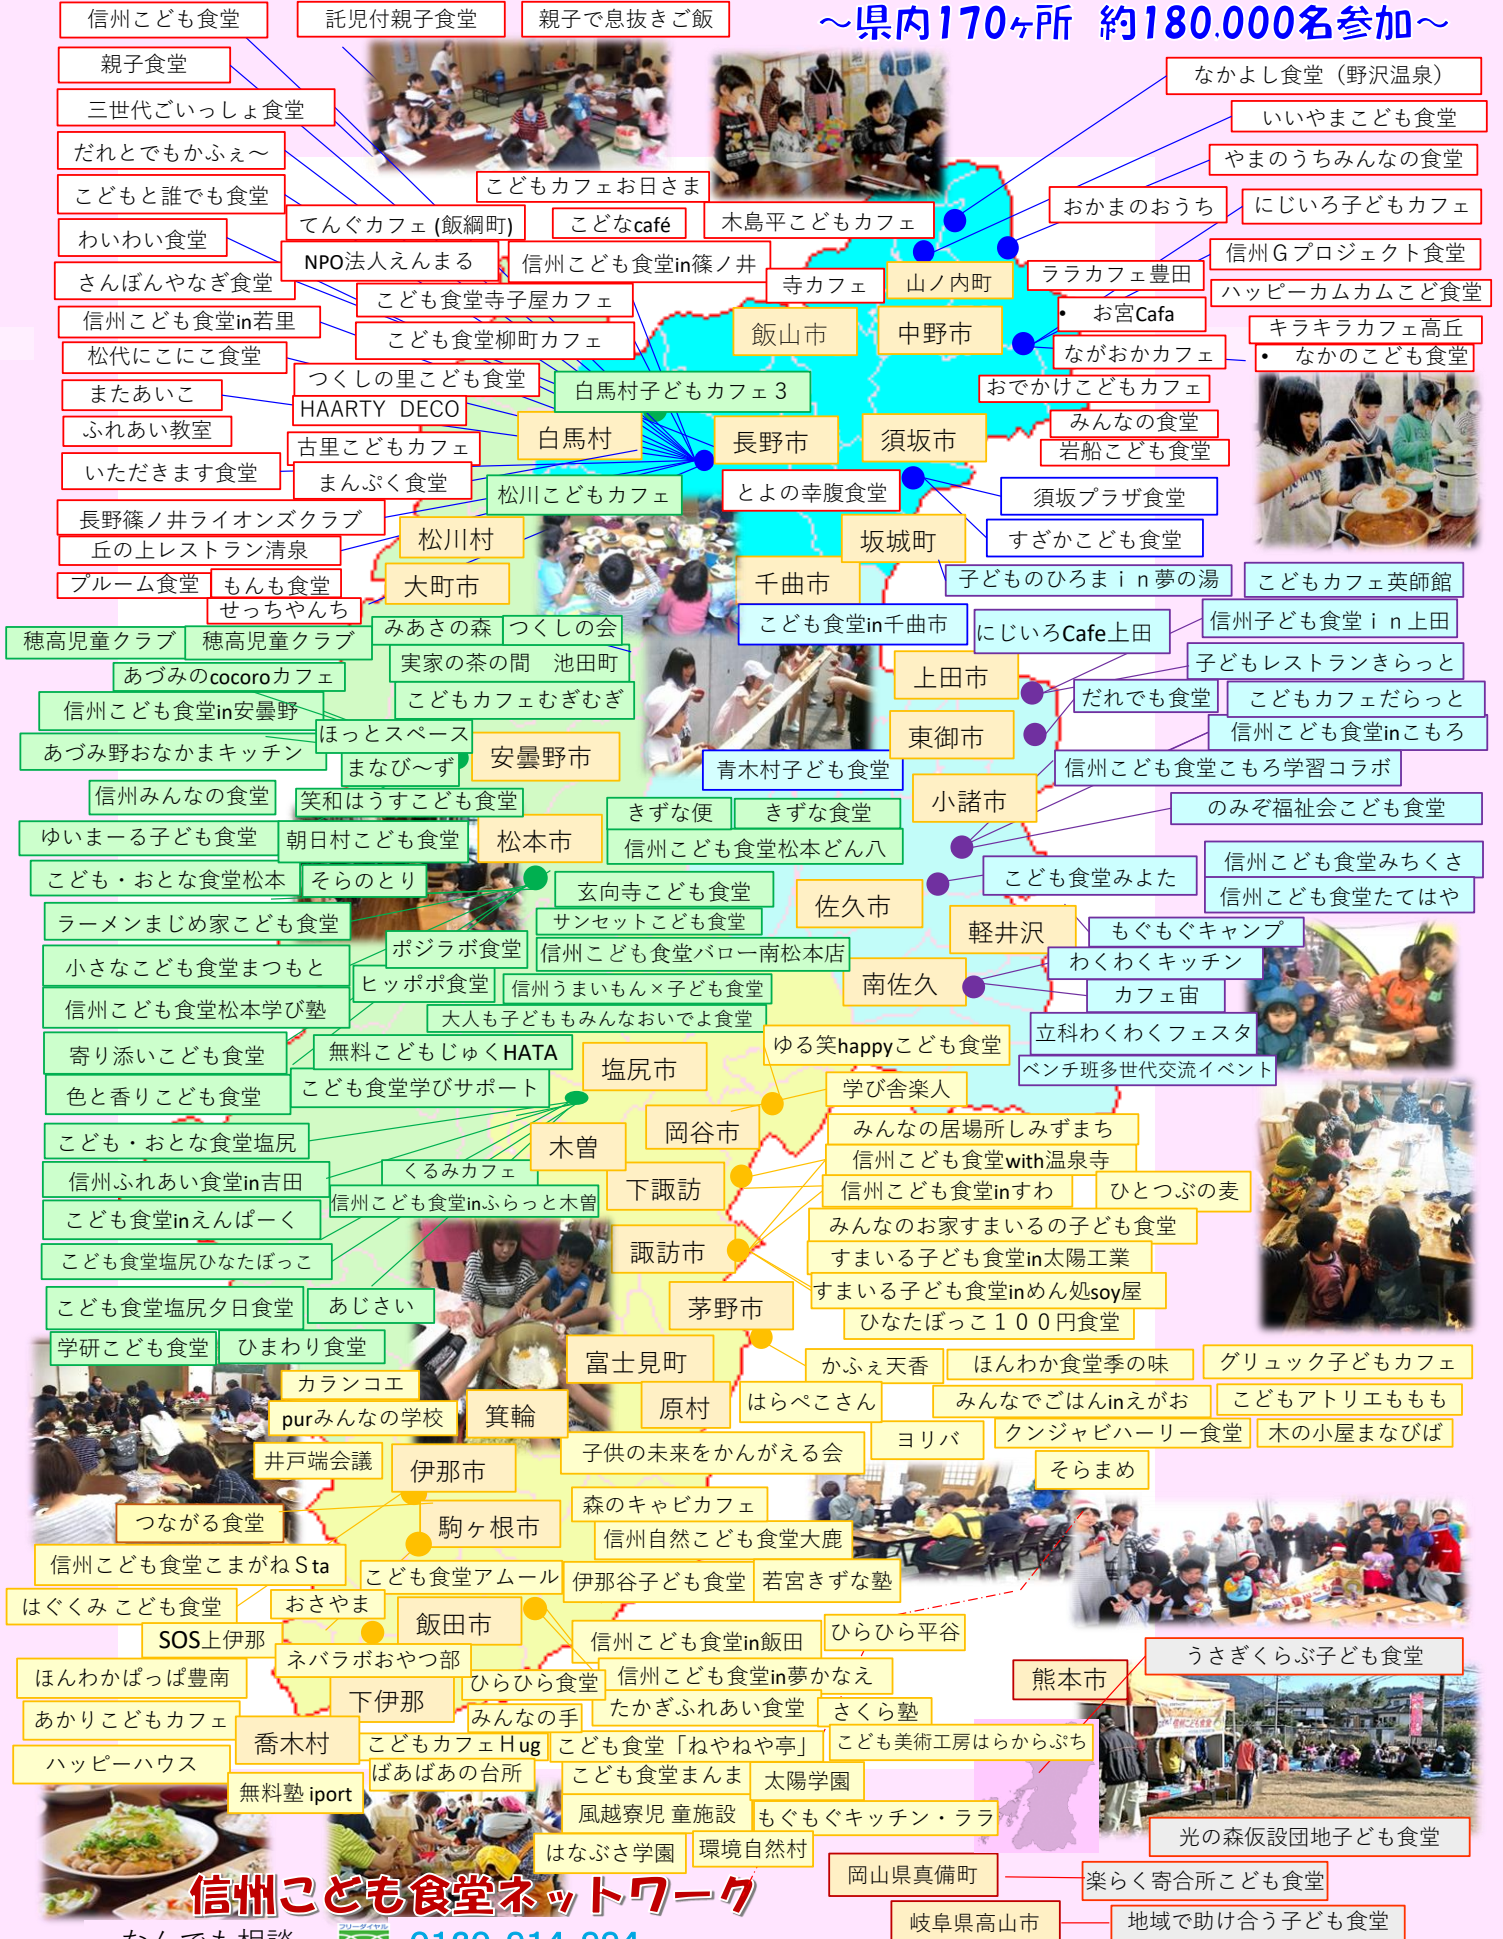 ～県内170ヶ所 約180.000名参加～
信州こども食堂
託児付親子食堂
親子で息抜きご飯
親子食堂
なかよし食堂（野沢温泉）
三世代ごいっしょ食堂
いいやまこども食堂
だれとでもかふぇ～
やまのうちみんなの食堂
こどもと誰でも食堂
こどもカフェお日さま
おかまのおうち
にじいろ子どもカフェ
てんぐカフェ (飯綱町)
こどなcafé
木島平こどもカフェ
わいわい食堂
NPO法人えんまる
信州こども食堂in篠ノ井
信州Ｇプロジェクト食堂
さんぼんやなぎ食堂
寺カフェ
山ノ内町
ララカフェ豊田
ハッピーカムカムこど食堂
こども食堂寺子屋カフェ
• お宮Cafa
信州こども食堂in若里
こども食堂柳町カフェ
飯山市
中野市
キラキラカフェ高丘
松代にこにこ食堂
ながおかカフェ
• なかのこども食堂
つくしの里こども食堂
白馬村子どもカフェ３
おでかけこどもカフェ
またあいこ
HAARTY DECO
ふれあい教室
白馬村
長野市
須坂市
みんなの食堂
古里こどもカフェ
岩船こども食堂
いただきます食堂
まんぷく食堂
松川こどもカフェ
とよの幸腹食堂
須坂プラザ食堂
長野篠ノ井ライオンズクラブ
松川村
坂城町
すざかこども食堂
丘の上レストラン清泉
プルーム食堂
もんも食堂
大町市
千曲市
子どものひろまｉｎ夢の湯
こどもカフェ英師館
せっちやんち
こども食堂in千曲市
にじいろCafe上田
信州子ども食堂ｉｎ上田
穂高児童クラブ
穂高児童クラブ
みあさの森
つくしの会
実家の茶の間　池田町
子どもレストランきらっと
あづみのcocoroカフェ
上田市
だれでも食堂
こどもカフェだらっと
信州こども食堂in安曇野
こどもカフェむぎむぎ
ほっとスペース
東御市
信州こども食堂inこもろ
あづみ野おなかまキッチン
まなび～ず
安曇野市
青木村子ども食堂
信州こども食堂こもろ学習コラボ
信州みんなの食堂
笑和はうすこども食堂
きずな便
きずな食堂
小諸市
のみぞ福祉会こども食堂
ゆいまーる子ども食堂
朝日村こども食堂
松本市
信州こども食堂松本どん八
信州こども食堂みちくさ
こども・おとな食堂松本
そらのとり
玄向寺こども食堂
こども食堂みよた
信州こども食堂たてはや
ラーメンまじめ家こども食堂
サンセットこども食堂
佐久市
軽井沢
もぐもぐキャンプ
ポジラボ食堂
信州こども食堂バロー南松本店
小さなこども食堂まつもと
わくわくキッチン
ヒッポポ食堂
信州うまいもん×子ども食堂
南佐久
カフェ宙
信州こども食堂松本学び塾
大人も子どももみんなおいでよ食堂
立科わくわくフェスタ
寄り添いこども食堂
無料こどもじゅくHATA
ゆる笑happyこども食堂
ベンチ班多世代交流イベント
色と香りこども食堂
こども食堂学びサポート
塩尻市
学び舎楽人
こども・おとな食堂塩尻
木曽
岡谷市
みんなの居場所しみずまち
信州こども食堂with温泉寺
信州ふれあい食堂in吉田
くるみカフェ
下諏訪
信州こども食堂inすわ
ひとつぶの麦
信州こども食堂inふらっと木曽
こども食堂inえんぱーく
みんなのお家すまいるの子ども食堂
こども食堂塩尻ひなたぼっこ
諏訪市
すまいる子ども食堂in太陽工業
すまいる子ども食堂inめん処soy屋
こども食堂塩尻夕日食堂
あじさい
茅野市
ひなたぼっこ１００円食堂
学研こども食堂
ひまわり食堂
富士見町
かふぇ天香
ほんわか食堂季の味
グリュック子どもカフェ
カランコエ
purみんなの学校
箕輪
原村
はらぺこさん
みんなでごはんinえがお
こどもアトリエももも
井戸端会議
伊那市
子供の未来をかんがえる会
ヨリバ
クンジャビハーリー食堂
木の小屋まなびば
そらまめ
つながる食堂
駒ヶ根市
森のキャビカフェ
信州自然こども食堂大鹿
信州こども食堂こまがねＳta
こども食堂アムール
伊那谷子ども食堂
若宮きずな塾
はぐくみ こども食堂
おさやま
飯田市
SOS上伊那
信州こども食堂in飯田
ひらひら平谷
ネバラボおやつ部
うさぎくらぶ子ども食堂
ほんわかぱっぱ豊南
ひらひら食堂
信州こども食堂in夢かなえ
熊本市
下伊那
あかりこどもカフェ
みんなの手
たかぎふれあい食堂
さくら塾
喬木村
こどもカフェＨug
こども食堂「ねやねや亭」
こども美術工房はらからぷち
ハッピーハウス
ばあばあの台所
こども食堂まんま
太陽学園
無料塾 iport
風越寮児 童施設
もぐもぐキッチン・ララ
光の森仮設団地子ども食堂
はなぶさ学園
環境自然村
信州こども食堂ネットワーク
岡山県真備町
楽らく寄合所こども食堂
岐阜県高山市
地域で助け合う子ども食堂
フリーダイヤル